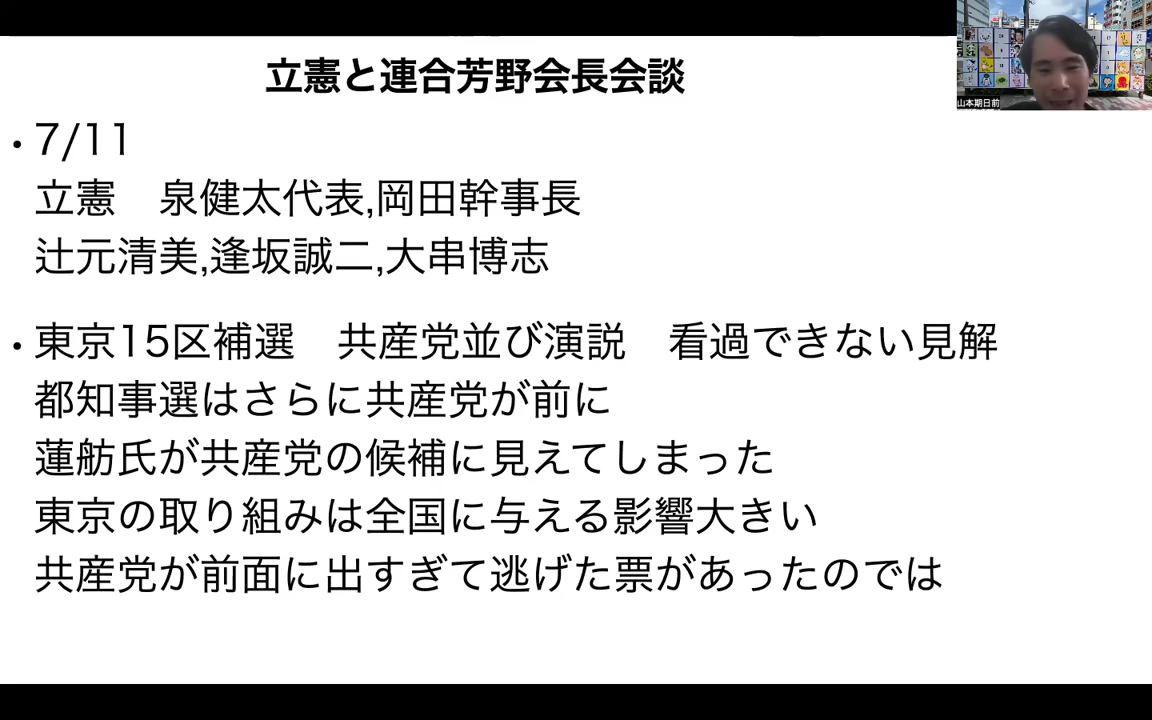 立憲と連合芳野会長会談
山本期日前
・7/11
立憲　泉健太代表,岡田幹事長
辻元清美,逢坂誠二,大串博志
・東京15区補選　共産党並び演説　看過できない見解
都知事選はさらに共産党が前に
蓮舫氏が共産党の候補に見えてしまった
東京の取り組みは全国に与える影響大きい
共産党が前面に出すぎて逃げた票があったのでは